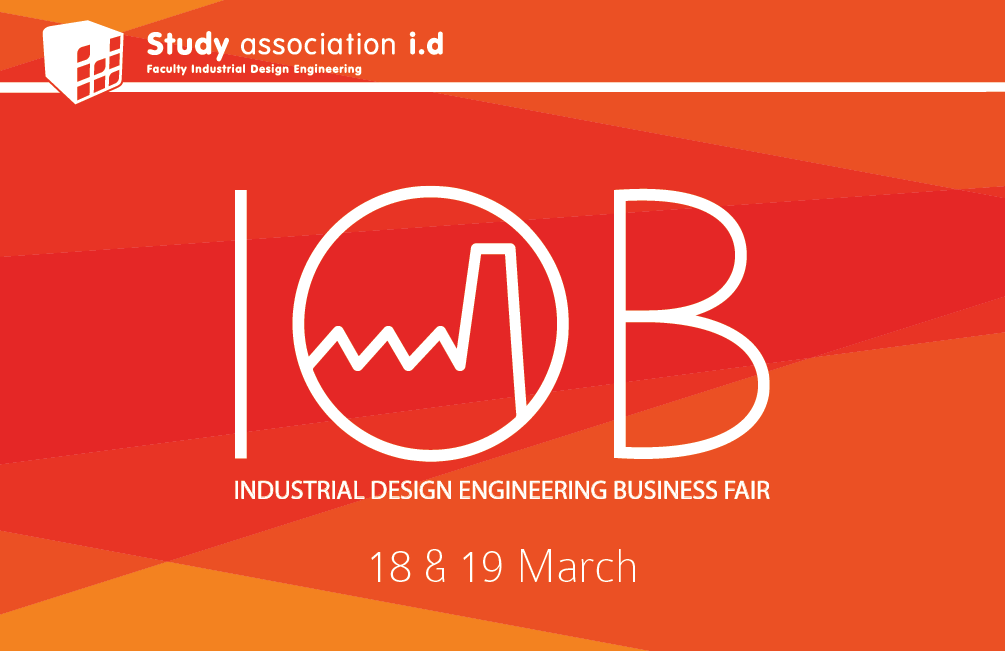 Study association i.d
Faculty Industrial Design Engineering
IOB
INDUSTRIAL DESIGN ENGINEERING BUSINESS FAIR
18 & 19 March